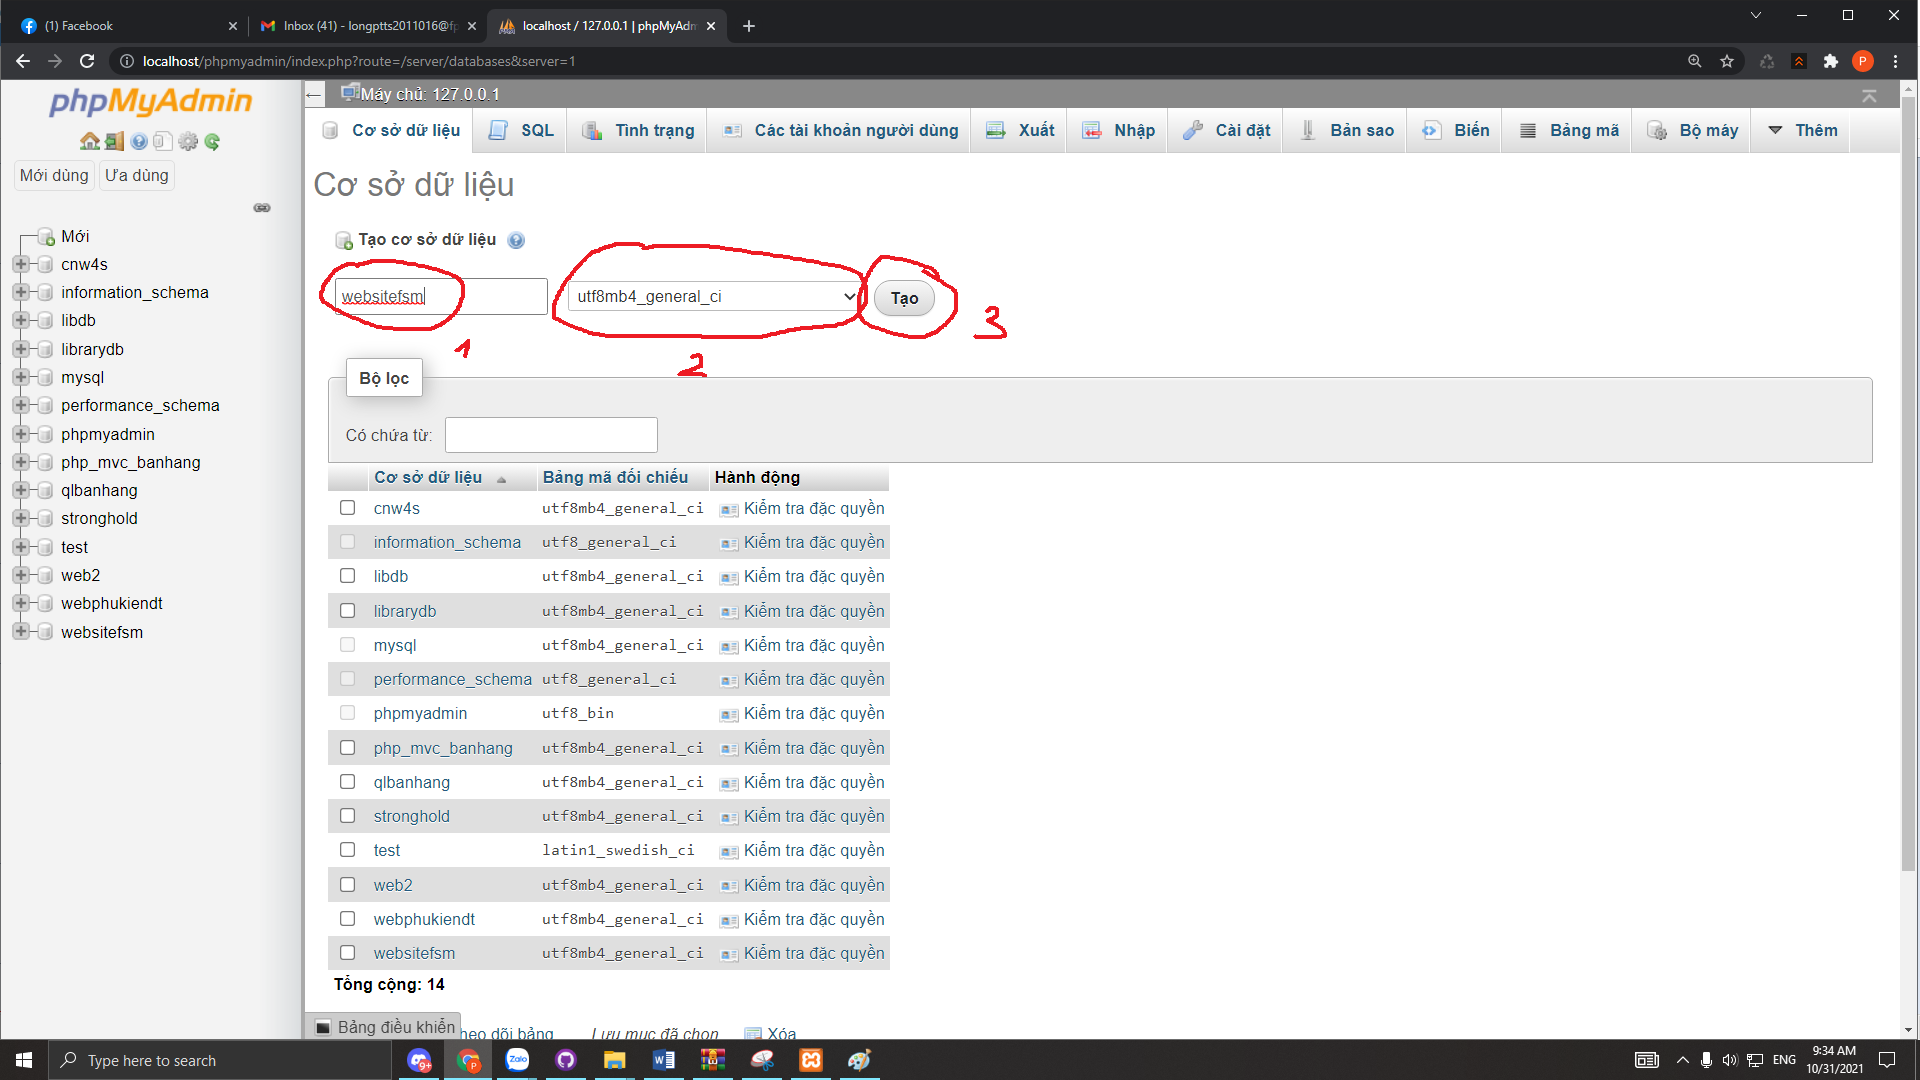 (1) Facebook
Inbox (41) - longptts2011016@fp
localhost / 127.0.0.1 | phpMyAdm
localhost/phpmyadmin/index.php?route=/server/databases&server=1
P
phpMyAdmin
Mới dùng
Ưa dùng
Mới
cnw4s
information_schema
libdb
librarydb
mysql
performance_schema
phpmyadmin
php_mvc_banhang
qlbanhang
stronghold
test
web2
webphukiendt
websitefsm
Máy chủ: 127.0.0.1
Cơ sở dữ liệu
SQL
Tình trạng
Các tài khoản người dùng
Xuất
Nhập
Cài đặt
Bản sao
Biến
Bảng mã
Bộ máy
Thêm
Cơ sở dữ liệu
Tạo cơ sở dữ liệu
websitefsm
utf8mb4_general_ci
Tạo
1
2
3
Bộ lọc
Có chứa từ:
Cơ sở dữ liệu Bảng mã đối chiếu Hành động
cnw4s utf8mb4_general_ci Kiểm tra đặc quyền
information_schema utf8_general_ci Kiểm tra đặc quyền
libdb utf8mb4_general_ci Kiểm tra đặc quyền
librarydb utf8mb4_general_ci Kiểm tra đặc quyền
mysql utf8mb4_general_ci Kiểm tra đặc quyền
performance_schema utf8_general_ci Kiểm tra đặc quyền
phpmyadmin utf8_bin Kiểm tra đặc quyền
php_mvc_banhang utf8mb4_general_ci Kiểm tra đặc quyền
qlbanhang utf8mb4_general_ci Kiểm tra đặc quyền
stronghold utf8mb4_general_ci Kiểm tra đặc quyền
test latin1_swedish_ci Kiểm tra đặc quyền
web2 utf8mb4_general_ci Kiểm tra đặc quyền
webphukiendt utf8mb4_general_ci Kiểm tra đặc quyền
websitefsm utf8mb4_general_ci Kiểm tra đặc quyền
Tổng cộng: 14
Bảng điều khiển
heo dõi bảng
Lưu mục đã chọn
Xóa
Type here to search
9+
P
Zalo
ENG
9:34 AM
10/31/2021